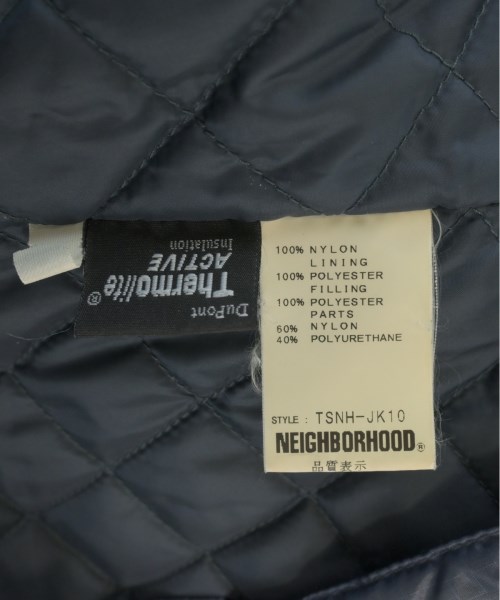 100% NYLON
LINING
100% POLYESTER
FILLING
100% POLYESTER
PARTS
60% NYLON
40% POLYURETHANE
STYLE : TSNH-JK10
NEIGHBORHOOD®
品質表示
DuPont
Thermolite®
ACTIVE
Insulation